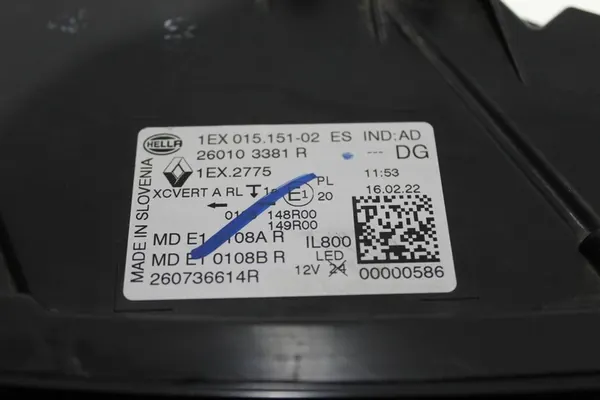 HELLA 1EX 015.151-02 ES IND:AD
26010 3381 R --- DG
1EX.2775 11:53
XCVERT A RL E1 PL 20 16.02.22
148R00
149R00
MD E1 0108A R IL800
MD E1 0108B R LED
260736614R 12V 24 00000586
MADE IN SLOVENIA